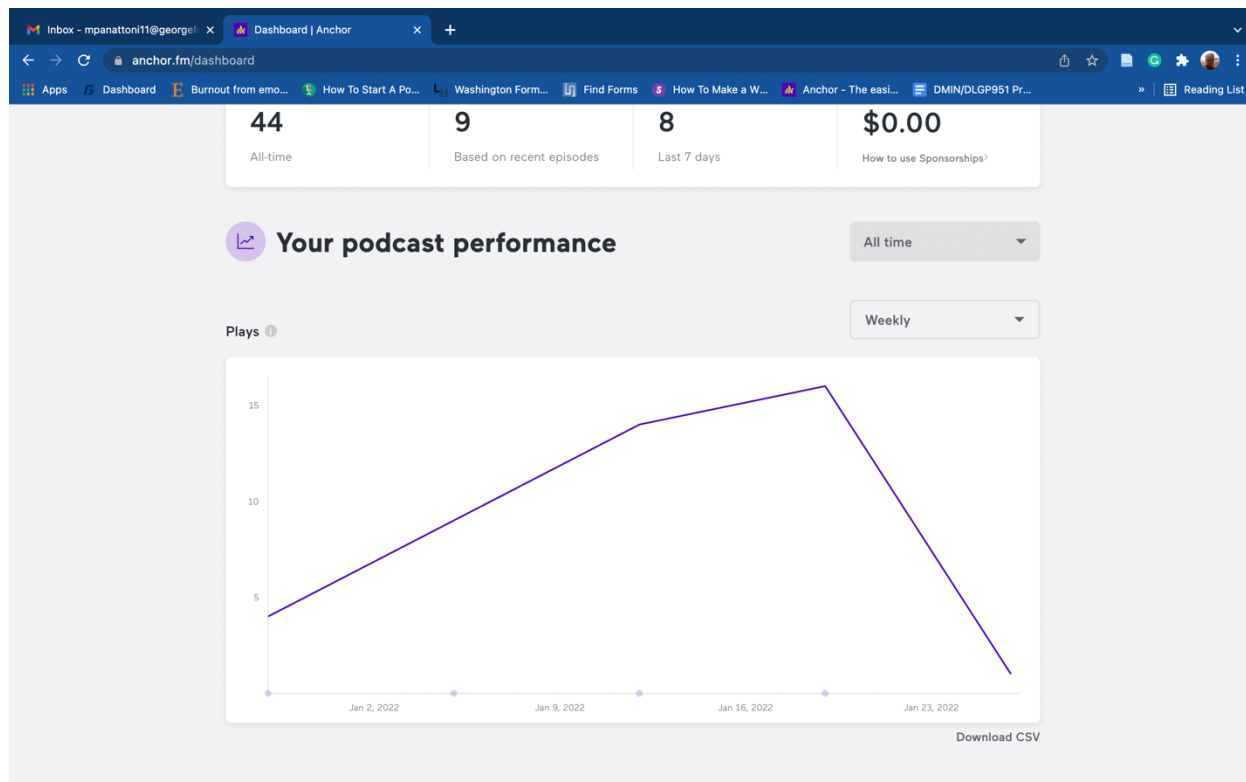 Inbox - mpanattoni11@georgef
Dashboard | Anchor
anchor.fm/dashboard
Apps Dashboard Burnout from emo... How To Start A Po... Washington Form... Find Forms How To Make a W... Anchor - The easi... DMIN/DLGP951 Pr... » Reading List
44 9 8 $0.00
All-time Based on recent episodes Last 7 days How to use Sponsorships>
Your podcast performance All time
Weekly
Plays
15
10
5
Jan 2, 2022 Jan 9, 2022 Jan 16, 2022 Jan 23, 2022
Download CSV